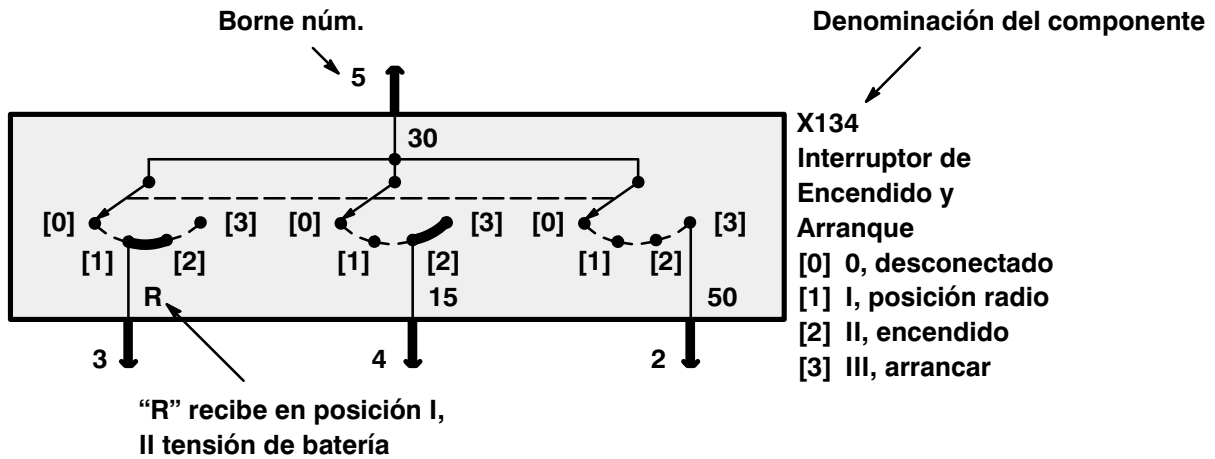 Borne núm.
Denominación del componente
5
30
X134
Interruptor de
Encendido y
Arranque
[0] 0, desconectado
[1] I, posición radio
[2] II, encendido
[3] III, arrancar
[0] [3] [0] [3] [0] [3]
[1] [2] [1] [2] [1] [2]
R 15 50
3 4 2
“R” recibe en posición I,
II tensión de batería